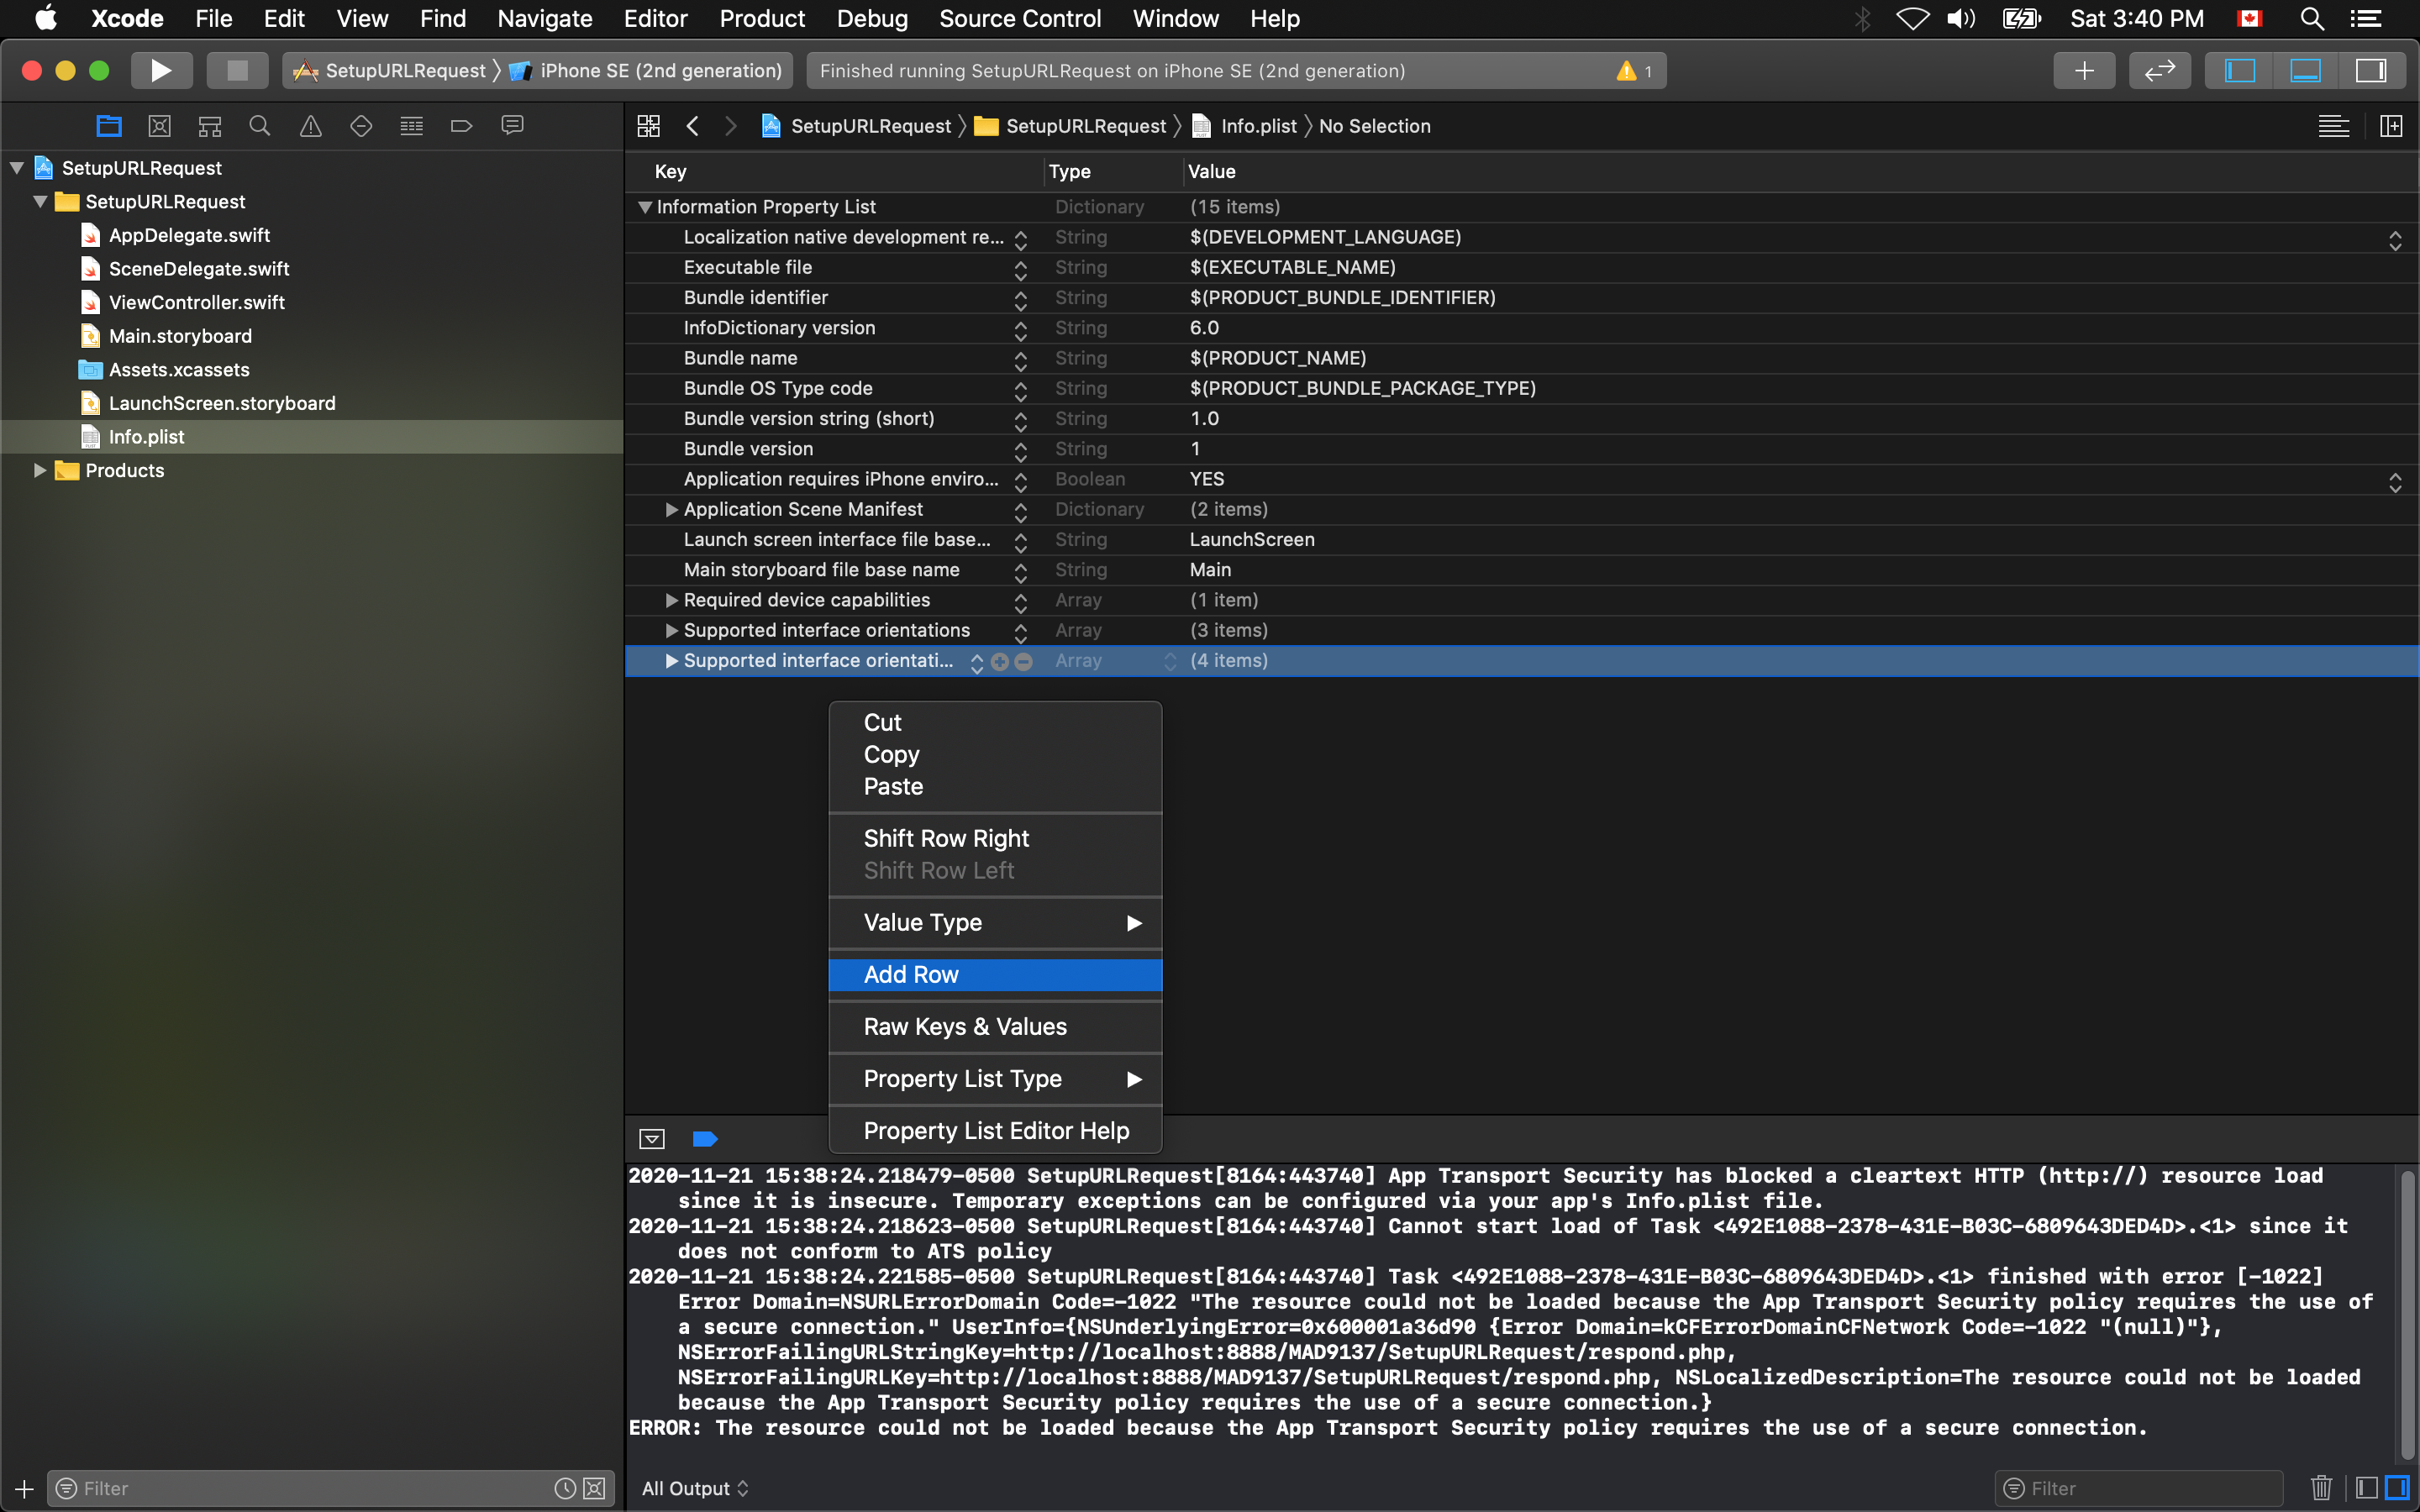 Xcode File Edit View Find Navigate Editor Product Debug Source Control Window Help Sat 3:40 PM
SetupURLRequest iPhone SE (2nd generation) Finished running SetupURLRequest on iPhone SE (2nd generation) 1
SetupURLRequest SetupURLRequest Info.plist No Selection
SetupURLRequest
SetupURLRequest
AppDelegate.swift
SceneDelegate.swift
ViewController.swift
Main.storyboard
Assets.xcassets
LaunchScreen.storyboard
Info.plist
Products
Key Type Value
Information Property List Dictionary (15 items)
Localization native development re... String $(DEVELOPMENT_LANGUAGE)
Executable file String $(EXECUTABLE_NAME)
Bundle identifier String $(PRODUCT_BUNDLE_IDENTIFIER)
InfoDictionary version String 6.0
Bundle name String $(PRODUCT_NAME)
Bundle OS Type code String $(PRODUCT_BUNDLE_PACKAGE_TYPE)
Bundle version string (short) String 1.0
Bundle version String 1
Application requires iPhone enviro... Boolean YES
Application Scene Manifest Dictionary (2 items)
Launch screen interface file base... String LaunchScreen
Main storyboard file base name String Main
Required device capabilities Array (1 item)
Supported interface orientations Array (3 items)
Supported interface orientati... Array (4 items)
Cut
Copy
Paste
Shift Row Right
Shift Row Left
Value Type
Add Row
Raw Keys & Values
Property List Type
Property List Editor Help
2020-11-21 15:38:24.218479-0500 SetupURLRequest[8164:443740] App Transport Security has blocked a cleartext HTTP (http://) resource load
since it is insecure. Temporary exceptions can be configured via your app's Info.plist file.
2020-11-21 15:38:24.218623-0500 SetupURLRequest[8164:443740] Cannot start load of Task <492E1088-2378-431E-B03C-6809643DED4D>.<1> since it
does not conform to ATS policy
2020-11-21 15:38:24.221585-0500 SetupURLRequest[8164:443740] Task <492E1088-2378-431E-B03C-6809643DED4D>.<1> finished with error [-1022]
Error Domain=NSURLErrorDomain Code=-1022 "The resource could not be loaded because the App Transport Security policy requires the use of
a secure connection." UserInfo={NSUnderlyingError=0x600001a36d90 {Error Domain=kCFErrorDomainCFNetwork Code=-1022 "(null)"},
NSErrorFailingURLStringKey=http://localhost:8888/MAD9137/SetupURLRequest/respond.php,
NSErrorFailingURLKey=http://localhost:8888/MAD9137/SetupURLRequest/respond.php, NSLocalizedDescription=The resource could not be loaded
because the App Transport Security policy requires the use of a secure connection.}
ERROR: The resource could not be loaded because the App Transport Security policy requires the use of a secure connection.
Filter All Output Filter